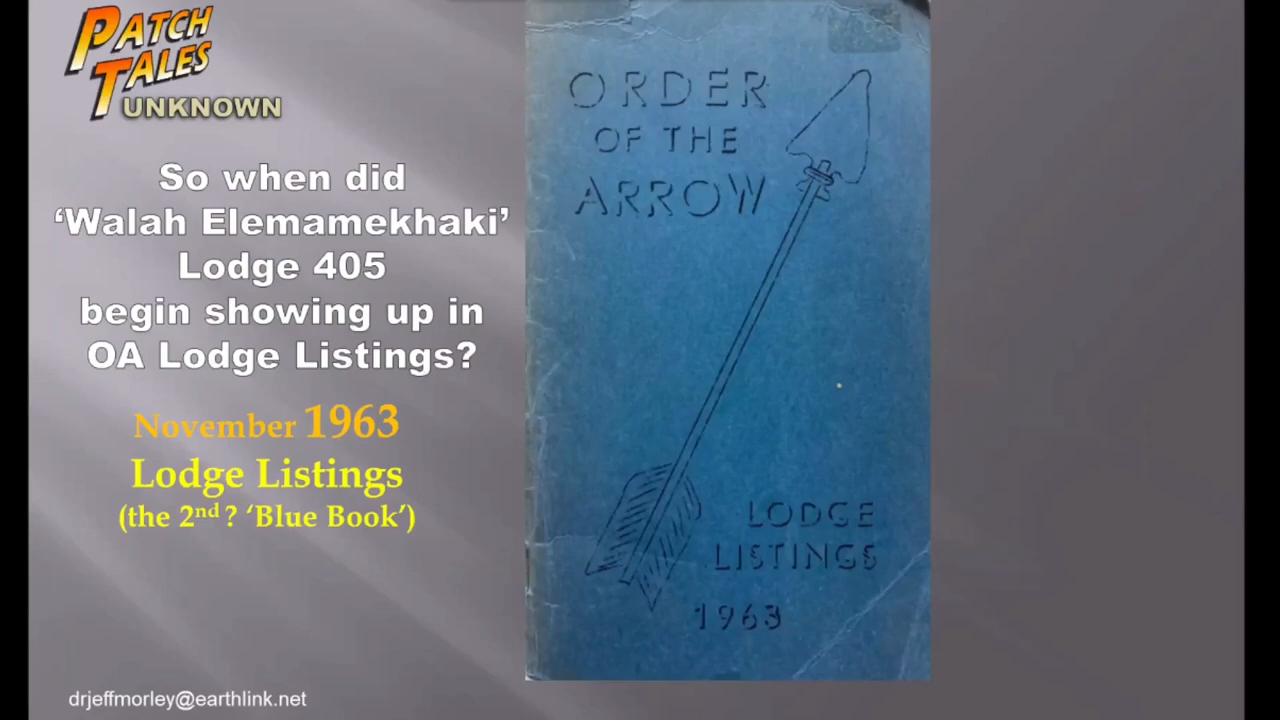 PATCH
TALES
UNKNOWN
So when did
‘Walah Elemamekhaki’
Lodge 405
begin showing up in
OA Lodge Listings?
November 1963
Lodge Listings
(the 2nd ? ‘Blue Book’)
drjeffmorley@earthlink.net
ORDER
OF THE
ARROW
LODGE
LISTINGS
1963